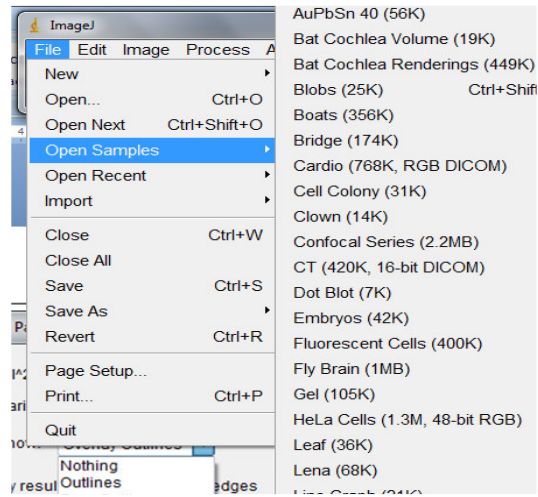 ImageJ
File Edit Image Process A
New
Open... Ctrl+O
Open Next Ctrl+Shift+O
Open Samples
Open Recent
Import
Close Ctrl+W
Close All
Save Ctrl+S
Save As
Revert Ctrl+R
Page Setup...
Print... Ctrl+P
Quit
Nothing
Outlines
y resul
edges
AuPbSn 40 (56K)
Bat Cochlea Volume (19K)
Bat Cochlea Renderings (449K)
Blobs (25K) Ctrl+Shift
Boats (356K)
Bridge (174K)
Cardio (768K, RGB DICOM)
Cell Colony (31K)
Clown (14K)
Confocal Series (2.2MB)
CT (420K, 16-bit DICOM)
Dot Blot (7K)
Embryos (42K)
Fluorescent Cells (400K)
Fly Brain (1MB)
Gel (105K)
HeLa Cells (1.3M, 48-bit RGB)
Leaf (36K)
Lena (68K)